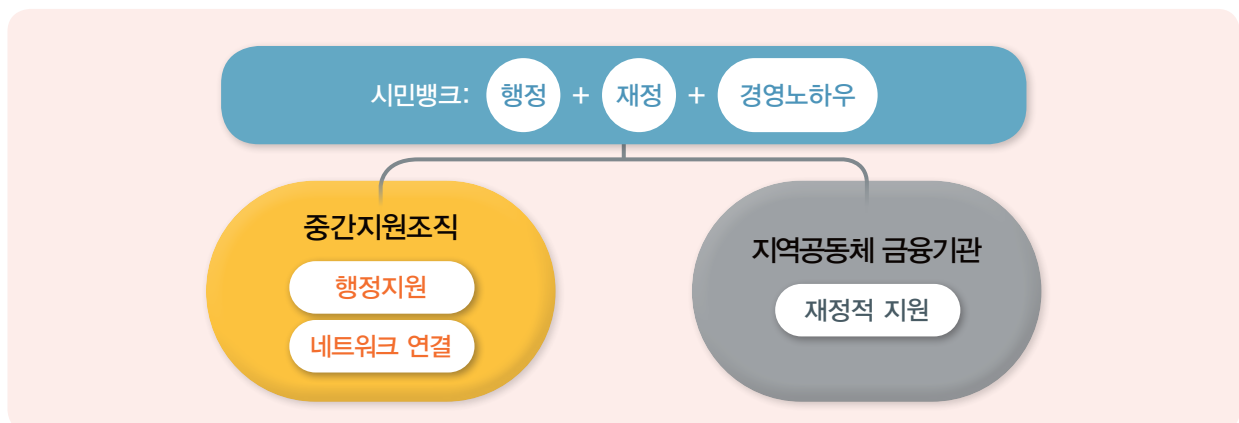 시민뱅크: 행정 + 재정 + 경영노하우
중간지원조직
행정지원
네트워크 연결
지역공동체 금융기관
재정적 지원